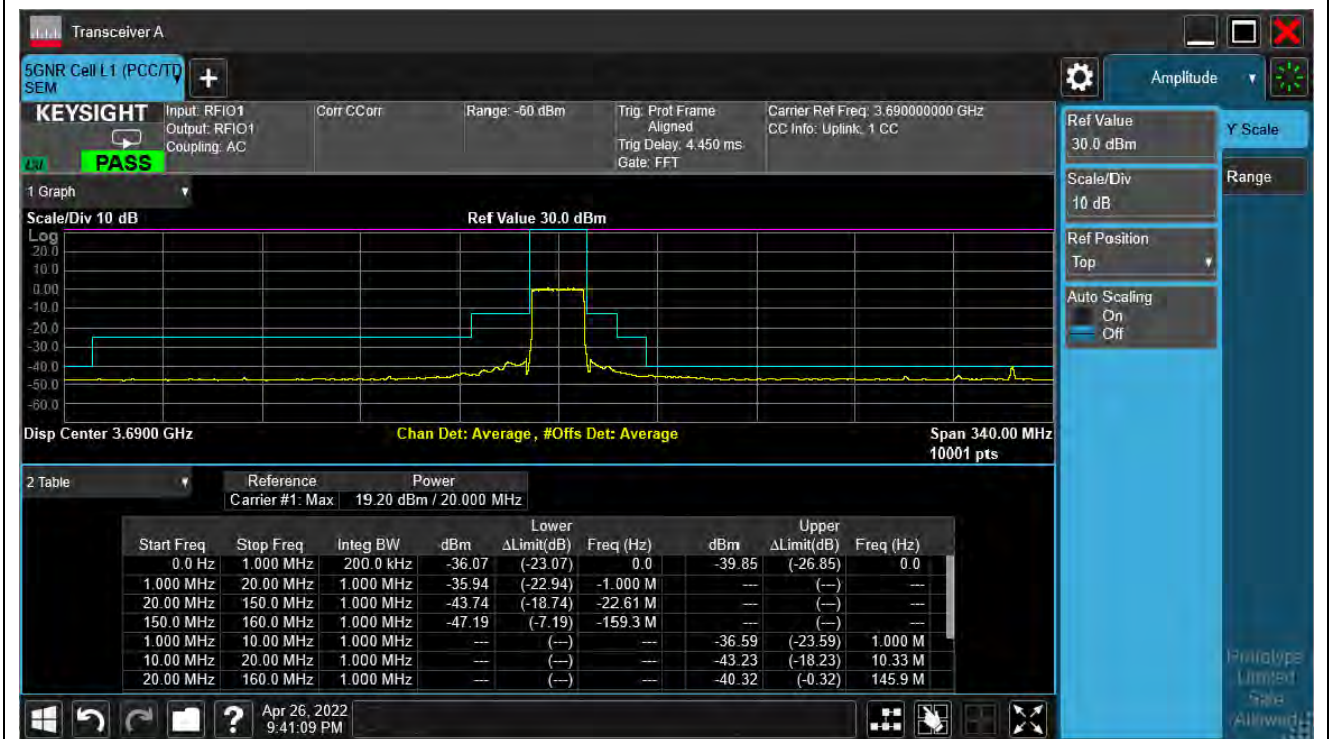 Transceiver A
5GNR Cell L1 (PCC/TD
SEM
+
Amplitude
KEYSIGHT
PASS
Input: RFIO1
Output: RFIO1
Coupling: AC
Corr CCorr
Range: -60 dBm
Trig: Prot Frame
Aligned
Trig Delay: 4.450 ms
Gate: FFT
Carrier Ref Freq: 3.690000000 GHz
CC Info: Uplink, 1 CC
Ref Value
30.0 dBm
Y Scale
Scale/Div
10 dB
Range
Ref Position
Top
Auto Scaling
On
Off
1 Graph
Scale/Div 10 dB Ref Value 30.0 dBm
Log
20.0
10.0
0.00
-10.0
-20.0
-30.0
-40.0
-50.0
-60.0
Disp Center 3.6900 GHz Chan Det: Average , #Offs Det: Average Span 340.00 MHz
10001 pts
2 Table
Reference Power
Carrier #1: Max 19.20 dBm / 20.000 MHz
Lower Upper
Start Freq Stop Freq Integ BW dBm ΔLimit(dB) Freq (Hz) dBm ΔLimit(dB) Freq (Hz)
0.0 Hz 1.000 MHz 200.0 kHz -36.07 (-23.07) 0.0 -39.85 (-26.85) 0.0
1.000 MHz 20.00 MHz 1.000 MHz -35.94 (-22.94) -1.000 M --- (---) ---
20.00 MHz 150.0 MHz 1.000 MHz -43.74 (-18.74) -22.61 M --- (---) ---
150.0 MHz 160.0 MHz 1.000 MHz -47.19 (-7.19) -159.3 M --- (---) ---
1.000 MHz 10.00 MHz 1.000 MHz --- (---) --- -36.59 (-23.59) 1.000 M
10.00 MHz 20.00 MHz 1.000 MHz --- (---) --- -43.23 (-18.23) 10.33 M
20.00 MHz 160.0 MHz 1.000 MHz --- (---) --- -40.32 (-0.32) 145.9 M
Prototype
Limited
Sale
Allowed
?
Apr 26, 2022
9:41:09 PM